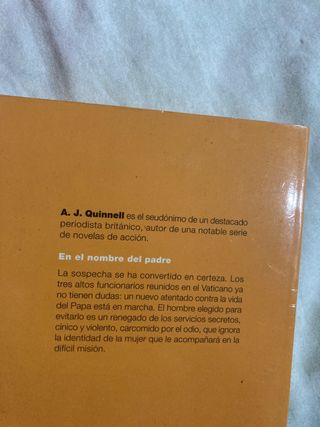 A. J. Quinnell es el seudónimo de un destacado
periodista británico, autor de una notable serie
de novelas de acción.
En el nombre del padre
La sospecha se ha convertido en certeza. Los
tres altos funcionarios reunidos en el Vaticano ya
no tienen dudas: un nuevo atentado contra la vida
del Papa está en marcha. El hombre elegido para
evitarlo es un renegado de los servicios secretos,
cínico y violento, carcomido por el odio, que ignora
la identidad de la mujer que le acompañará en la
difícil misión.